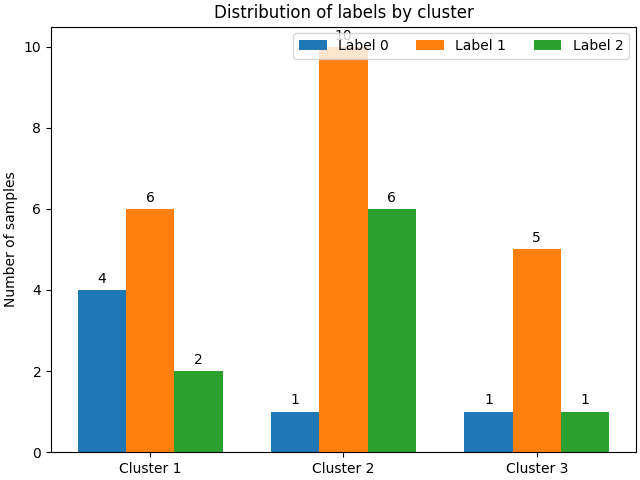 Distribution of labels by cluster
Number of samples
10
8
6
4
2
0
Label 0 Label 1 Label 2
4 6 2
1 10 6
1 5 1
Cluster 1 Cluster 2 Cluster 3